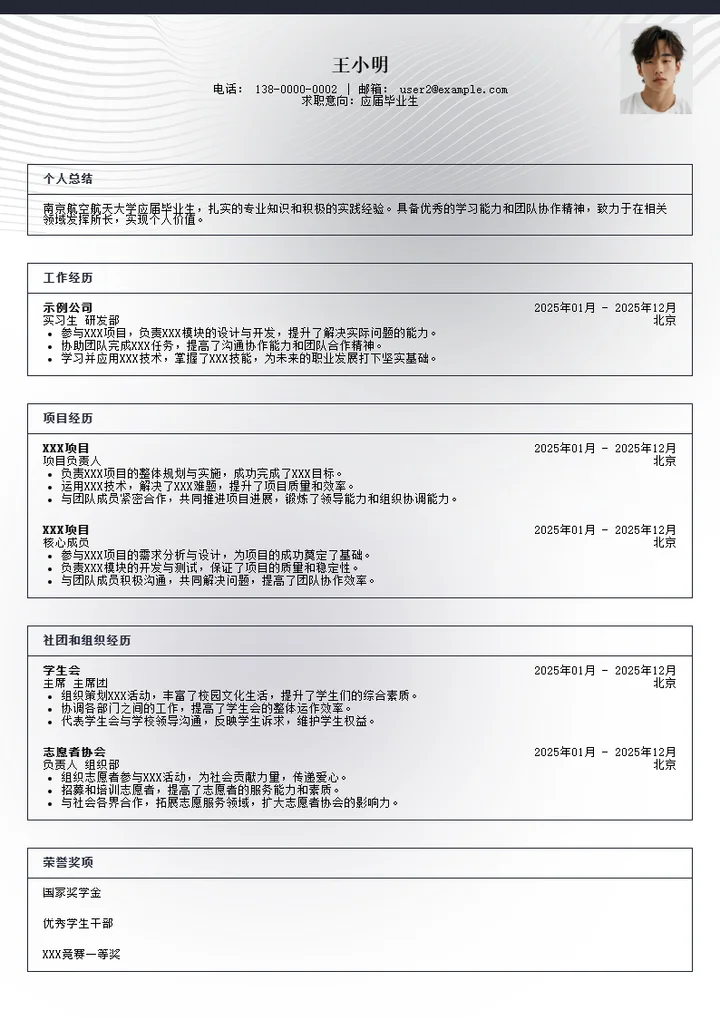 王小明
电话： 138-0000-0002 | 邮箱： user2@example.com
求职意向：应届毕业生
个人总结
南京航空航天大学应届毕业生，扎实的专业知识和积极的实践经验。具备优秀的学习能力和团队协作精神，致力于在相关
领域发挥所长，实现个人价值。
工作经历
示例公司 2025年01月 - 2025年12月
实习生 研发部 北京
• 参与XXX项目，负责XXX模块的设计与开发，提升了解决实际问题的能力。
• 协助团队完成XXX任务，提高了沟通协作能力和团队合作精神。
• 学习并应用XXX技术，掌握了XXX技能，为未来的职业发展打下坚实基础。
项目经历
XXX项目 2025年01月 - 2025年12月
项目负责人 北京
• 负责XXX项目的整体规划与实施，成功完成了XXX目标。
• 运用XXX技术，解决了XXX难题，提升了项目质量和效率。
• 与团队成员紧密合作，共同推进项目进展，锻炼了领导能力和组织协调能力。
XXX项目 2025年01月 - 2025年12月
核心成员 北京
• 参与XXX项目的需求分析与设计，为项目的成功奠定了基础。
• 负责XXX模块的开发与测试，保证了项目的质量和稳定性。
• 与团队成员积极沟通，共同解决问题，提高了团队协作效率。
社团和组织经历
学生会 2025年01月 - 2025年12月
主席 主席团 北京
• 组织策划XXX活动，丰富了校园文化生活，提升了学生们的综合素质。
• 协调各部门之间的工作，提高了学生会的整体运作效率。
• 代表学生会与学校领导沟通，反映学生诉求，维护学生权益。
志愿者协会 2025年01月 - 2025年12月
负责人 组织部 北京
• 组织志愿者参与XXX活动，为社会贡献力量，传递爱心。
• 招募和培训志愿者，提高了志愿者的服务能力和素质。
• 与社会各界合作，拓展志愿服务领域，扩大志愿者协会的影响力。
荣誉奖项
国家奖学金
优秀学生干部
XXX竞赛一等奖